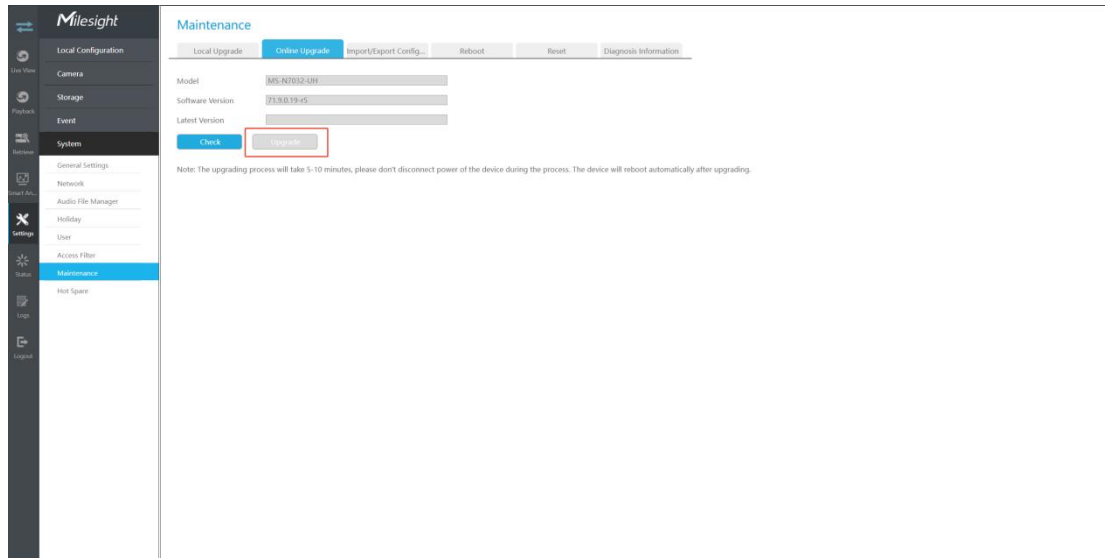 Milesight
Live View
Playback
Retrieve
Smart An...
Settings
Status
Logs
Logout
Local Configuration
Camera
Storage
Event
System
General Settings
Network
Audio File Manager
Holiday
User
Access Filter
Maintenance
Hot Spare
Maintenance
Local Upgrade Online Upgrade Import/Export Config... Reboot Reset Diagnosis Information
Model MS-N7032-UH
Software Version 71.9.0.19-r5
Latest Version
Check Upgrade
Note: The upgrading process will take 5-10 minutes, please don't disconnect power of the device during the process. The device will reboot automatically after upgrading.